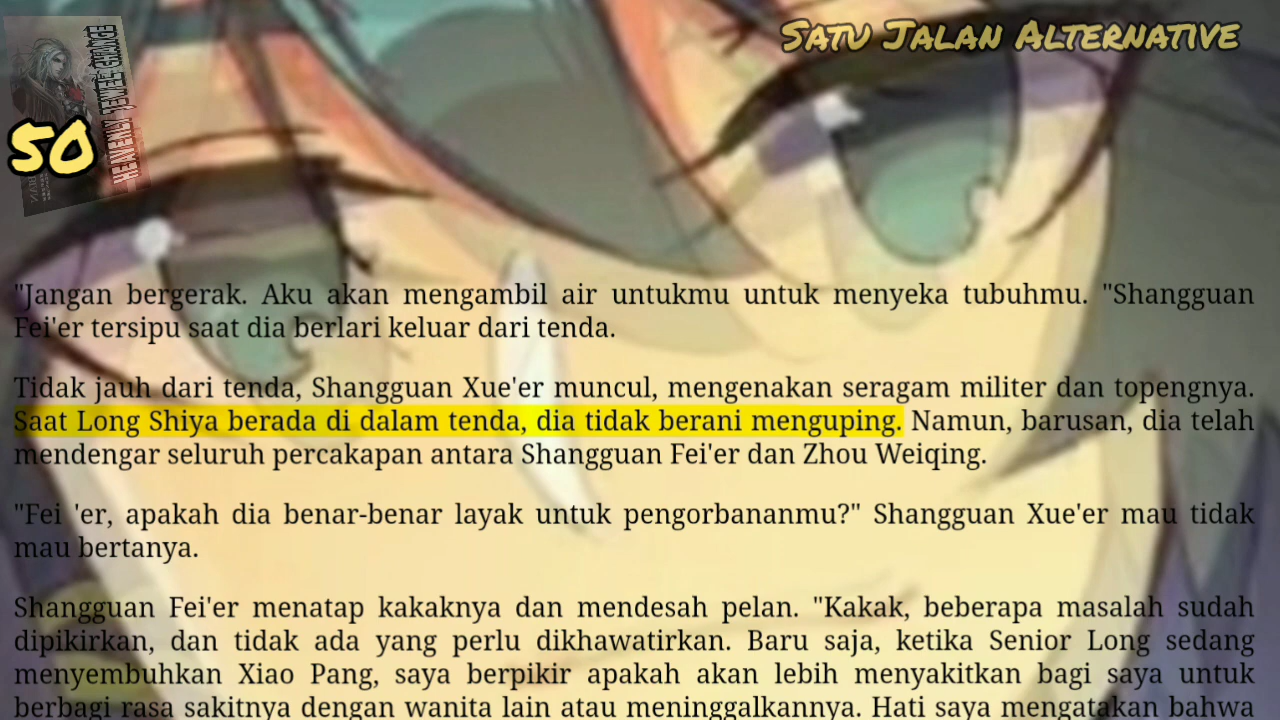 Satu Jalan Alternative
HEAVENLY JEWEL CHANGE
50
"Jangan bergerak. Aku akan mengambil air untukmu untuk menyeka tubuhmu. "Shangguan
Fei'er tersipu saat dia berlari keluar dari tenda.
Tidak jauh dari tenda, Shangguan Xue'er muncul, mengenakan seragam militer dan topengnya.
Saat Long Shiya berada di dalam tenda, dia tidak berani menguping. Namun, barusan, dia telah
mendengar seluruh percakapan antara Shangguan Fei'er dan Zhou Weiqing.
"Fei 'er, apakah dia benar-benar layak untuk pengorbananmu?" Shangguan Xue'er mau tidak
mau bertanya.
Shangguan Fei'er menatap kakaknya dan mendesah pelan. "Kakak, beberapa masalah sudah
dipikirkan, dan tidak ada yang perlu dikhawatirkan. Baru saja, ketika Senior Long sedang
menyembuhkan Xiao Pang, saya berpikir apakah akan lebih menyakitkan bagi saya untuk
berbagi rasa sakitnya dengan wanita lain atau meninggalkannya. Hati saya mengatakan bahwa